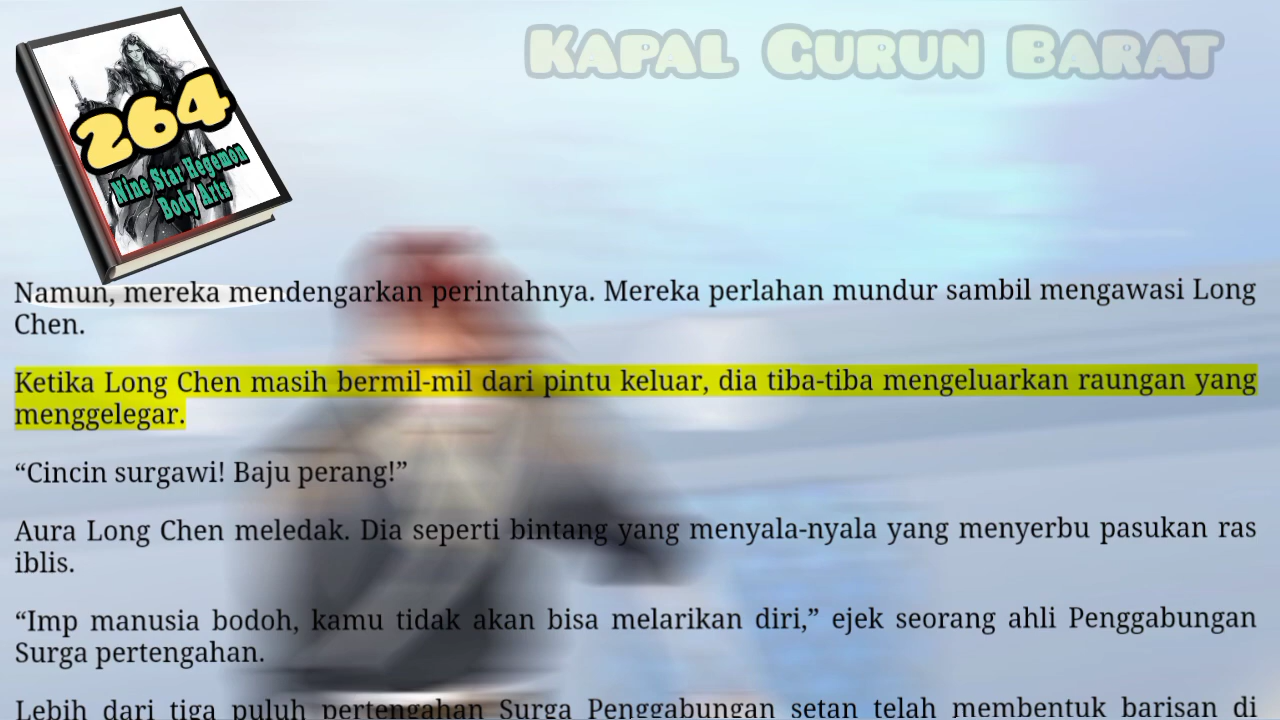 KAPAL GURUN BARAT
264
Nine Star Hegemon
Body Arts
Namun, mereka mendengarkan perintahnya. Mereka perlahan mundur sambil mengawasi Long
Chen.
Ketika Long Chen masih bermil-mil dari pintu keluar, dia tiba-tiba mengeluarkan raungan yang
menggelegar.
“Cincin surgawi! Baju perang!”
Aura Long Chen meledak. Dia seperti bintang yang menyala-nyala yang menyerbu pasukan ras
iblis.
“Imp manusia bodoh, kamu tidak akan bisa melarikan diri,” ejek seorang ahli Penggabungan
Surga pertengahan.
Lebih dari tiga puluh pertengahan Surga Penggabungan setan telah membentuk barisan di